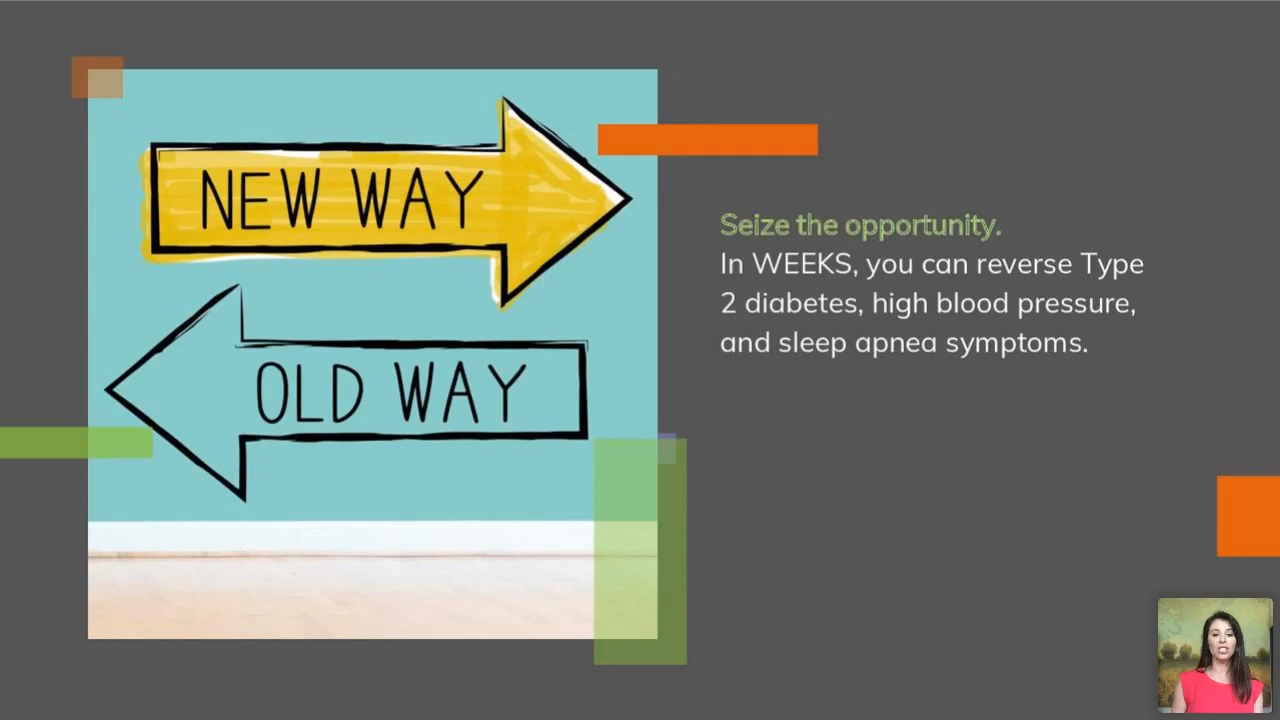 NEW WAY
OLD WAY
Seize the opportunity.
In WEEKS, you can reverse Type
2 diabetes, high blood pressure,
and sleep apnea symptoms.